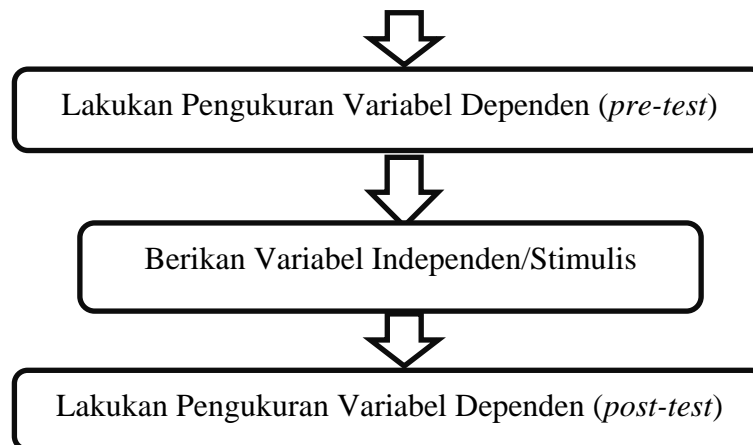 Lakukan Pengukuran Variabel Dependen (pre-test)
Berikan Variabel Independen/Stimulis
Lakukan Pengukuran Variabel Dependen (post-test)